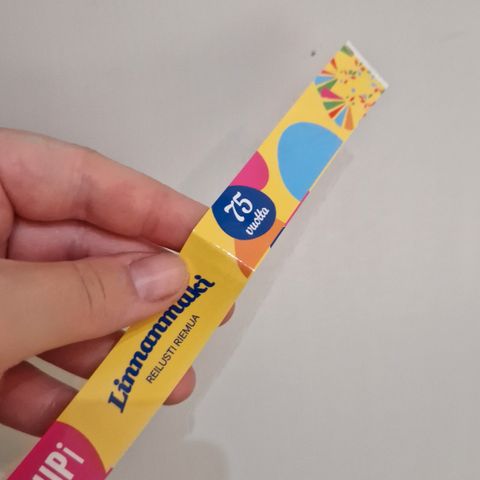 75
vuotta
Linnanmäki
REILUSTI RIEMUA